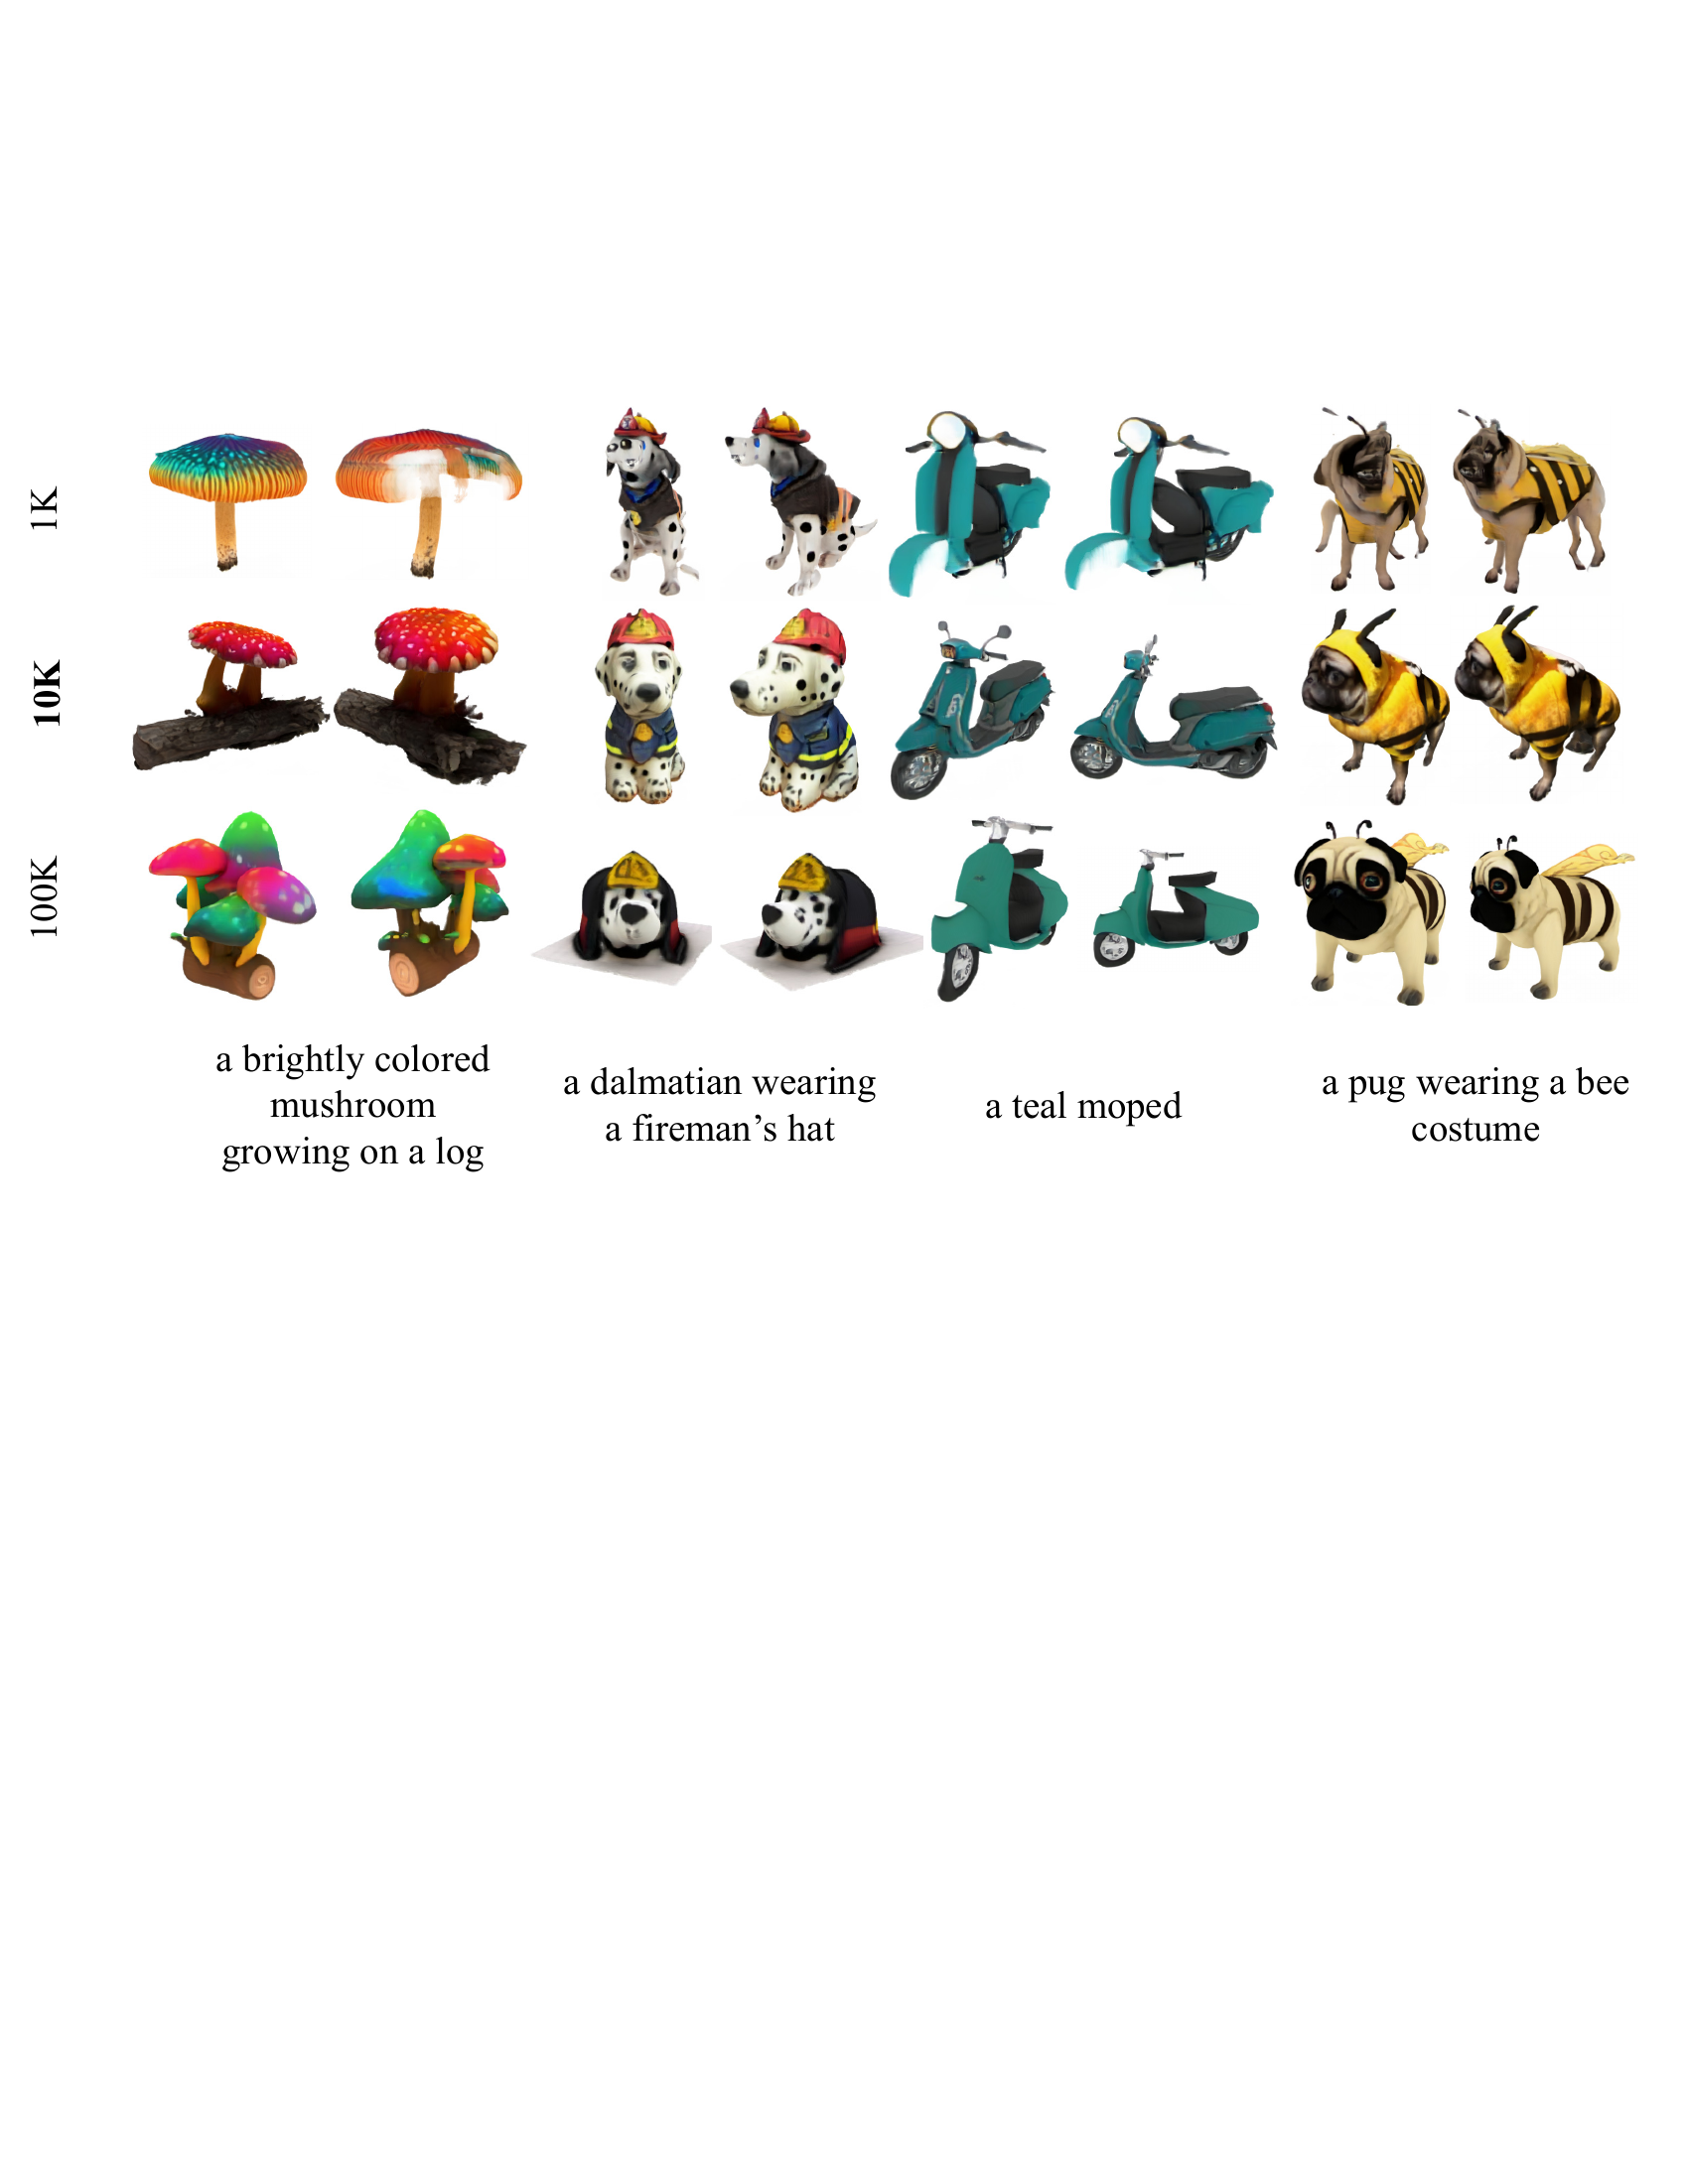 1K
10K
100K
a brightly colored
mushroom
growing on a log
a dalmatian wearing
a fireman’s hat
a teal moped
a pug wearing a bee
costume